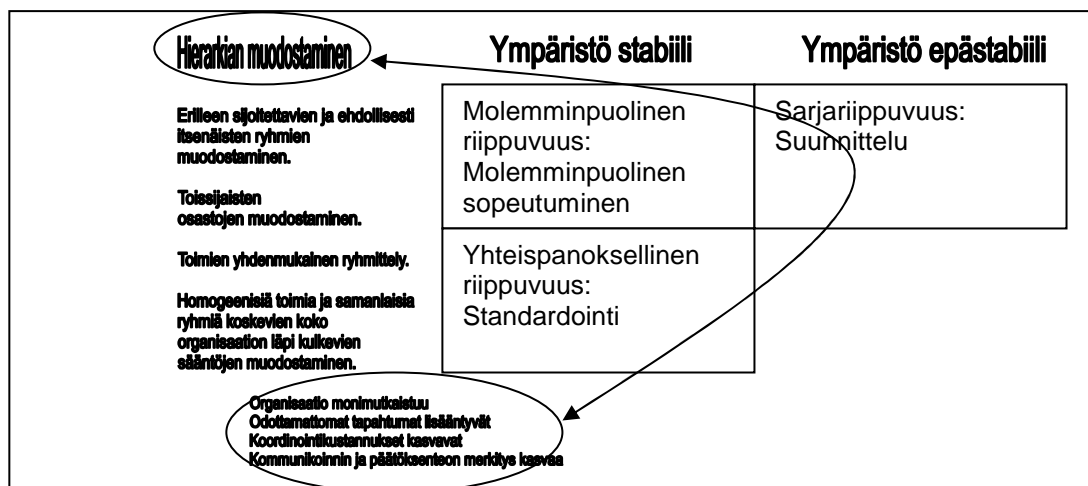 Hierarkian muodostaminen
Ympäristö stabiili
Ympäristö epästabiili
Erilleen sijoitettavien ja ehdollisesti
itsenäisten ryhmien
muodostaminen.
Toissijaisten
osastojen muodostaminen.
Toimien yhdenmukainen ryhmittely.
Homogeenisiä toimia ja samanlaisia
ryhmiä koskevien koko
organisaation läpi kulkevien
sääntöjen muodostaminen.
Molemminpuolinen
riippuvuus:
Molemminpuolinen
sopeutuminen
Sarjariippuvuus:
Suunnittelu
Yhteispanoksellinen
riippuvuus:
Standardointi
Organisaatio monimutkaistuu
Odottamattomat tapahtumat lisääntyvät
Koordinointikustannukset kasvavat
Kommunikoinnin ja päätöksenteon merkitys kasvaa